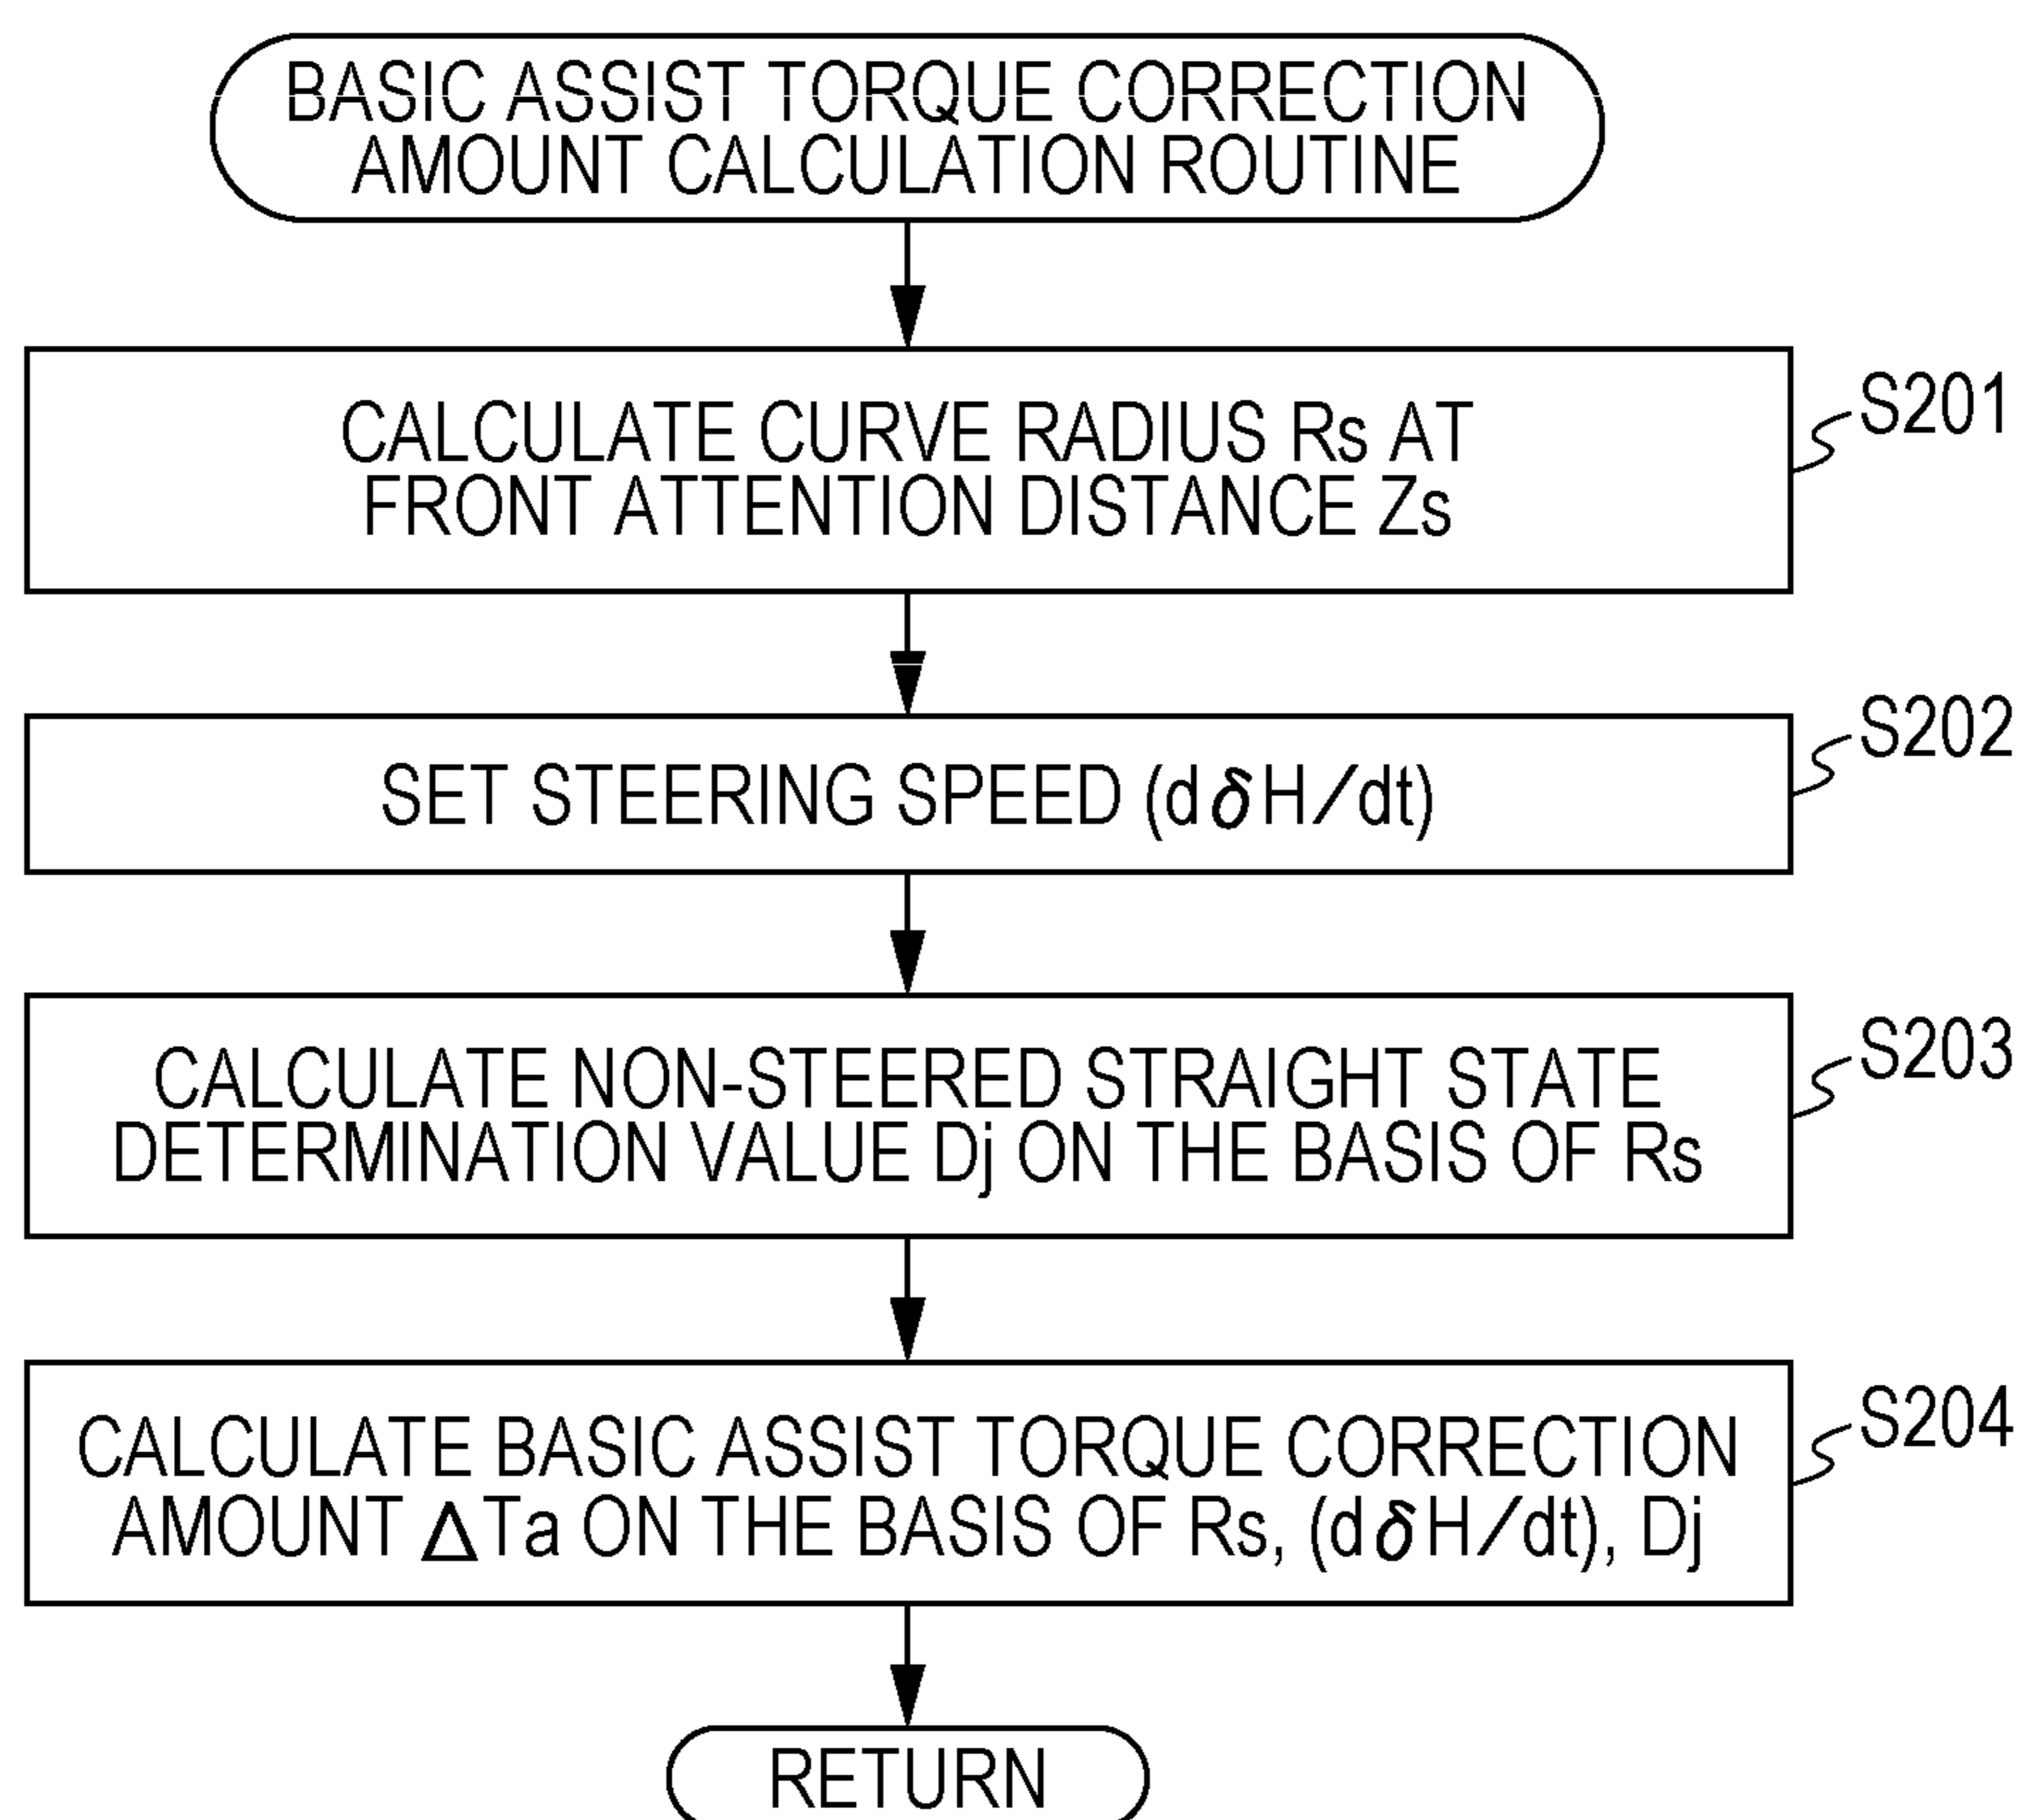 BASIC ASSIST TORQUE CORRECTION
AMOUNT CALCULATION ROUTINE
CALCULATE CURVE RADIUS Rs AT
FRONT ATTENTION DISTANCE Zs
S201
SET STEERING SPEED (dδH/dt)
S202
CALCULATE NON-STEERED STRAIGHT STATE
DETERMINATION VALUE Dj ON THE BASIS OF Rs
S203
CALCULATE BASIC ASSIST TORQUE CORRECTION
AMOUNT ΔTa ON THE BASIS OF Rs, (dδH/dt), Dj
S204
RETURN